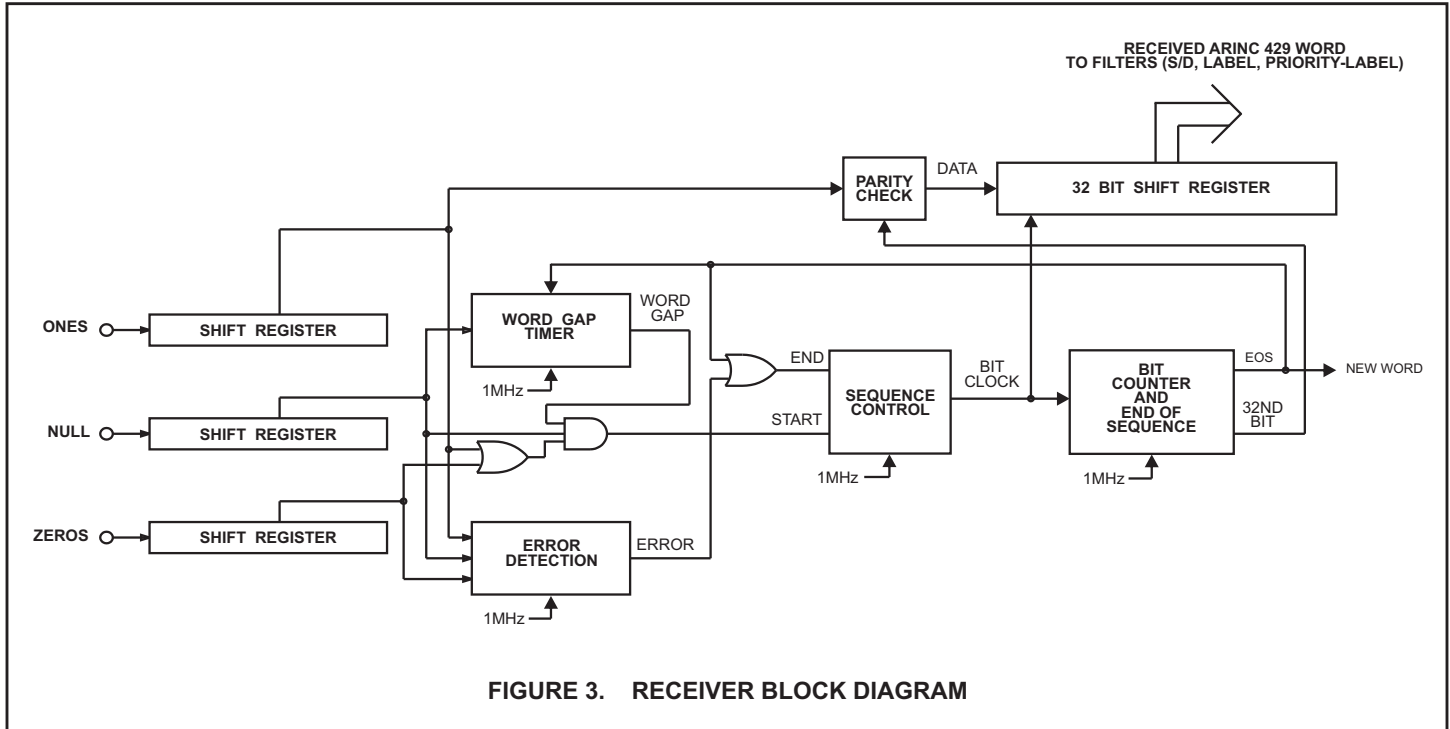 RECEIVED ARINC 429 WORD
TO FILTERS (S/D, LABEL, PRIORITY-LABEL)
PARITY
CHECK
DATA
32 BIT SHIFT REGISTER
ONES
SHIFT REGISTER
WORD GAP
TIMER
WORD
GAP
1MHz
END
SEQUENCE
CONTROL
BIT
CLOCK
BIT
COUNTER
AND
END OF
SEQUENCE
EOS
NEW WORD
32ND
BIT
NULL
SHIFT REGISTER
START
1MHz
1MHz
ZEROS
SHIFT REGISTER
ERROR
DETECTION
ERROR
1MHz
FIGURE 3. RECEIVER BLOCK DIAGRAM